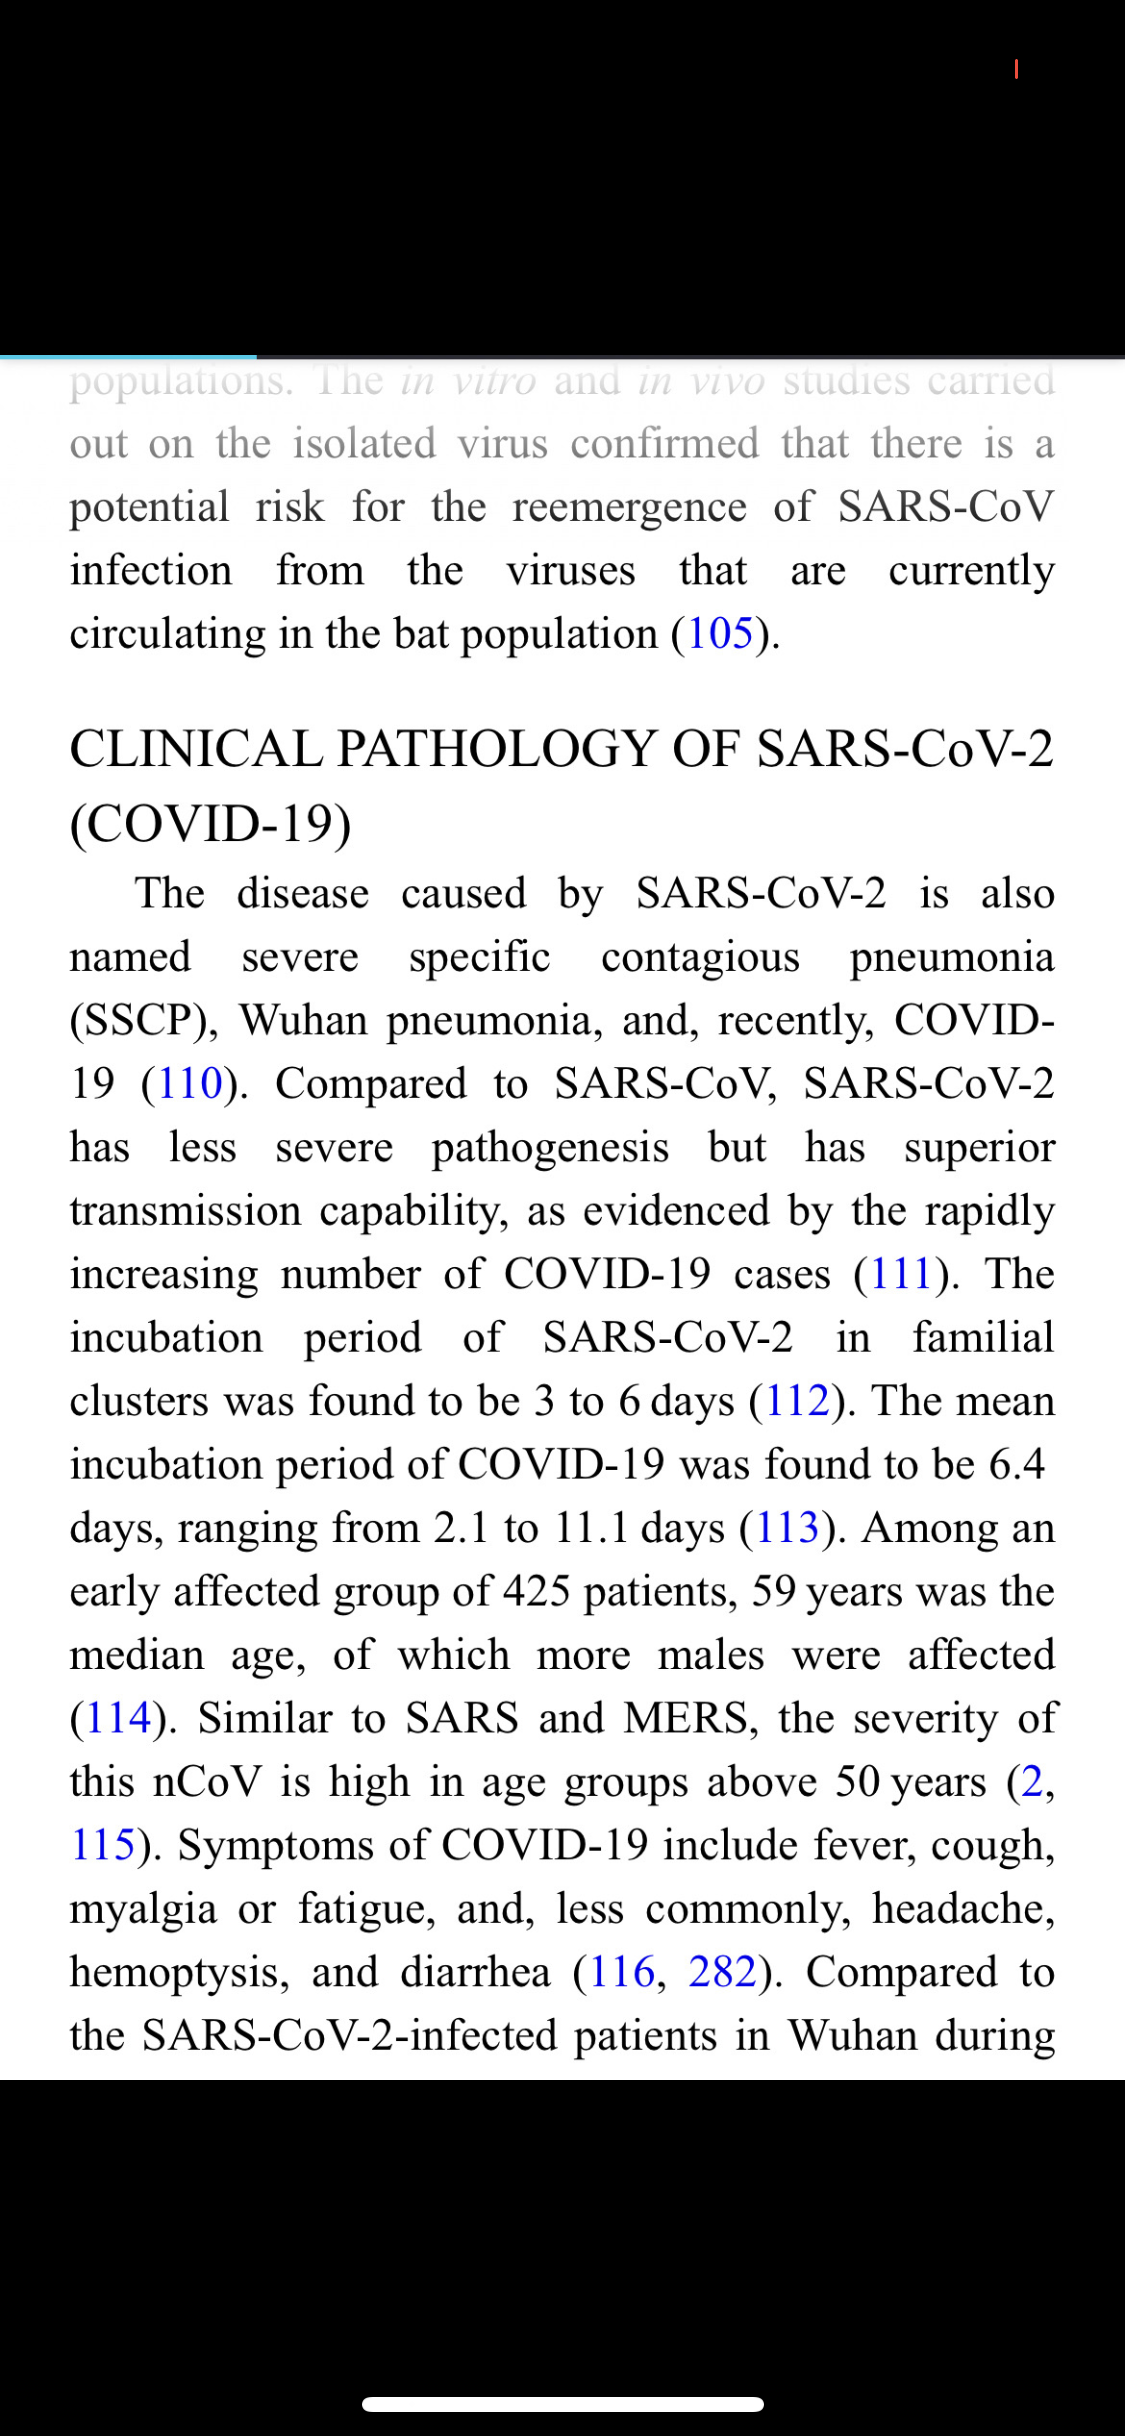 populations. The in vitro and in vivo studies carried
out on the isolated virus confirmed that there is a
potential risk for the reemergence of SARS-CoV
infection from the viruses that are currently
circulating in the bat population (105).
CLINICAL PATHOLOGY OF SARS-CoV-2
(COVID-19)
The disease caused by SARS-CoV-2 is also
named severe specific contagious pneumonia
(SSCP), Wuhan pneumonia, and, recently, COVID-
19 (110). Compared to SARS-CoV, SARS-CoV-2
has less severe pathogenesis but has superior
transmission capability, as evidenced by the rapidly
increasing number of COVID-19 cases (111). The
incubation period of SARS-CoV-2 in familial
clusters was found to be 3 to 6 days (112). The mean
incubation period of COVID-19 was found to be 6.4
days, ranging from 2.1 to 11.1 days (113). Among an
early affected group of 425 patients, 59 years was the
median age, of which more males were affected
(114). Similar to SARS and MERS, the severity of
this nCoV is high in age groups above 50 years (2,
115). Symptoms of COVID-19 include fever, cough,
myalgia or fatigue, and, less commonly, headache,
hemoptysis, and diarrhea (116, 282). Compared to
the SARS-CoV-2-infected patients in Wuhan during